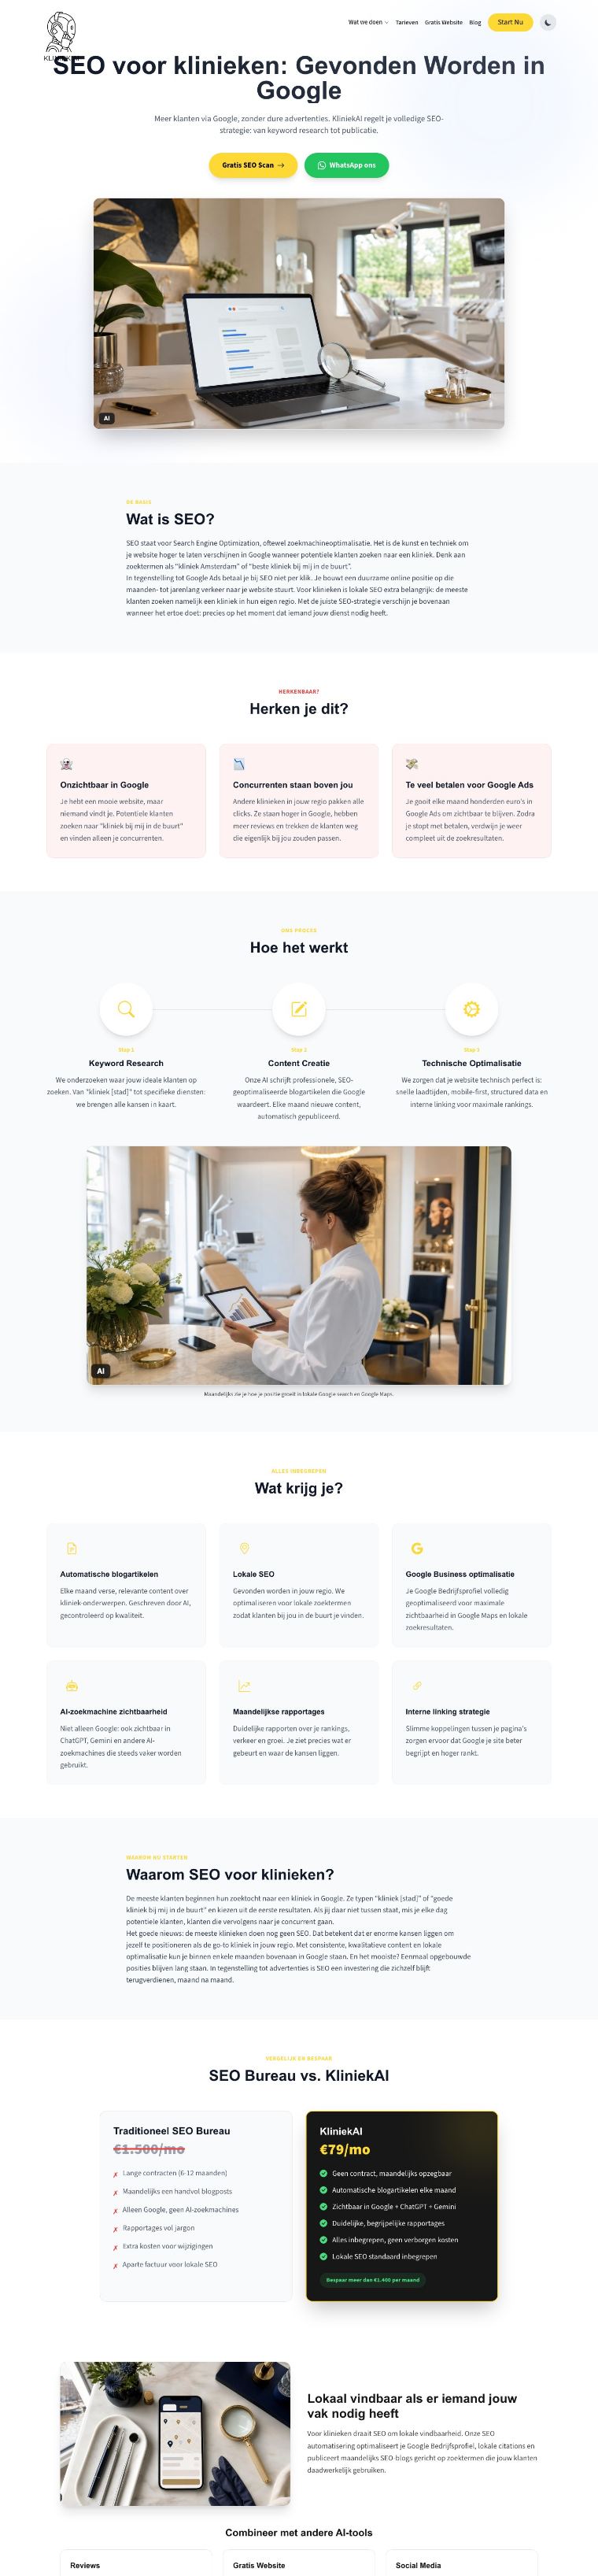 Wat we doen
Tarieven
Gratis Website
Blog
Start Nu
SEO voor klinieken: Gevonden Worden in
Google
Meer klanten via Google, zonder dure advertenties. KliniekAI regelt je volledige SEO-
strategie: van keyword research tot publicatie.
Gratis SEO Scan →
WhatsApp ons
AI
DE BASIS
Wat is SEO?
SEO staat voor Search Engine Optimization, oftewel zoekmachineoptimalisatie. Het is de kunst en techniek om
je website hoger te laten verschijnen in Google wanneer potentiele klanten zoeken naar een kliniek. Denk aan
zoektermen als "kliniek Amsterdam" of "beste kliniek bij mij in de buurt".
In tegenstelling tot Google Ads betaal je bij SEO niet per klik. Je bouwt een duurzame online positie op die
maanden- tot jarenlang verkeer naar je website stuurt. Voor klinieken is lokale SEO extra belangrijk: de meeste
klanten zoeken namelijk een kliniek in hun eigen regio. Met de juiste SEO-strategie verschijn je bovenaan
wanneer het ertoe doet: precies op het moment dat iemand jouw dienst nodig heeft.
HERKENBAAR?
Herken je dit?
Onzichtbaar in Google
Je hebt een mooie website, maar
niemand vindt je. Potentiele klanten
zoeken naar "kliniek bij mij in de buurt"
en vinden alleen je concurrenten.
Concurrenten staan boven jou
Andere klinieken in jouw regio pakken alle
clicks. Ze staan hoger in Google, hebben
meer reviews en trekken de klanten weg
die eigenlijk bij jou zouden passen.
Te veel betalen voor Google Ads
Je gooit elke maand honderden euro's in
Google Ads om zichtbaar te blijven. Zodra
je stopt met betalen, verdwijn je weer
compleet uit de zoekresultaten.
ONS PROCES
Hoe het werkt
Stap 1
Keyword Research
We onderzoeken waar jouw ideale klanten op
zoeken. Van "kliniek [stad]" tot specifieke diensten:
we brengen alle kansen in kaart.
Stap 2
Content Creatie
Onze AI schrijft professionele, SEO-
geoptimaliseerde blogartikelen die Google
waardeert. Elke maand nieuwe content,
automatisch gepubliceerd.
Stap 3
Technische Optimalisatie
We zorgen dat je website technisch perfect is:
snelle laadtijden, mobile-first, structured data en
interne linking voor maximale rankings.
AI
Maandelijks zie je hoe je positie groeit in lokale Google search en Google Maps.
ALLES INBEGREPEN
Wat krijg je?
Automatische blogartikelen
Elke maand verse, relevante content over
kliniek-onderwerpen. Geschreven door AI,
gecontroleerd op kwaliteit.
Lokale SEO
Gevonden worden in jouw regio. We
optimaliseren voor lokale zoektermen
zodat klanten bij jou in de buurt je vinden.
Google Business optimalisatie
Je Google Bedrijfsprofiel volledig
geoptimaliseerd voor maximale
zichtbaarheid in Google Maps en lokale
zoekresultaten.
AI-zoekmachine zichtbaarheid
Niet alleen Google: ook zichtbaar in
ChatGPT, Gemini en andere AI-
zoekmachines die steeds vaker worden
gebruikt.
Maandelijkse rapportages
Duidelijke rapporten over je rankings,
verkeer en groei. Je ziet precies wat er
gebeurt en waar de kansen liggen.
Interne linking strategie
Slimme koppelingen tussen je pagina's
zorgen ervoor dat Google je site beter
begrijpt en hoger rankt.
WAAROM NU STARTEN
Waarom SEO voor klinieken?
De meeste klanten beginnen hun zoektocht naar een kliniek in Google. Ze typen "kliniek [stad]" of "goede
kliniek bij mij in de buurt" en kiezen uit de eerste resultaten. Als jij daar niet tussen staat, mis je elke dag
potentiele klanten, klanten die vervolgens naar je concurrent gaan.
Het goede nieuws: de meeste klinieken doen nog geen SEO. Dat betekent dat er enorme kansen liggen om
jezelf te positioneren als de go-to kliniek in jouw regio. Met consistente, kwalitatieve content en lokale
optimalisatie kun je binnen enkele maanden bovenaan in Google staan. En het mooiste? Eenmaal opgebouwde
posities blijven lang staan. In tegenstelling tot advertenties is SEO een investering die zichzelf blijft
terugverdienen, maand na maand.
VERGELIJK EN BESPAAR
SEO Bureau vs. KliniekAI
Traditioneel SEO Bureau
€1.500/mo
Lange contracten (6-12 maanden)
Maandelijks een handvol blogposts
Alleen Google, geen AI-zoekmachines
Rapportages vol jargon
Extra kosten voor wijzigingen
Aparte factuur voor lokale SEO
KliniekAI
€79/mo
Geen contract, maandelijks opzegbaar
Automatische blogartikelen elke maand
Zichtbaar in Google + ChatGPT + Gemini
Duidelijke, begrijpelijke rapportages
Alles inbegrepen, geen verborgen kosten
Lokale SEO standaard inbegrepen
Bespaar meer dan €1.400 per maand
Lokaal vindbaar als er iemand jouw
vak nodig heeft
Voor klinieken draait SEO om lokale vindbaarheid. Onze SEO
automatisering optimaliseert je Google Bedrijfsprofiel, lokale citations en
publiceert maandelijks SEO-blogs gericht op zoektermen die jouw klanten
daadwerkelijk gebruiken.
Combineer met andere AI-tools
Reviews
Gratis Website
Social Media